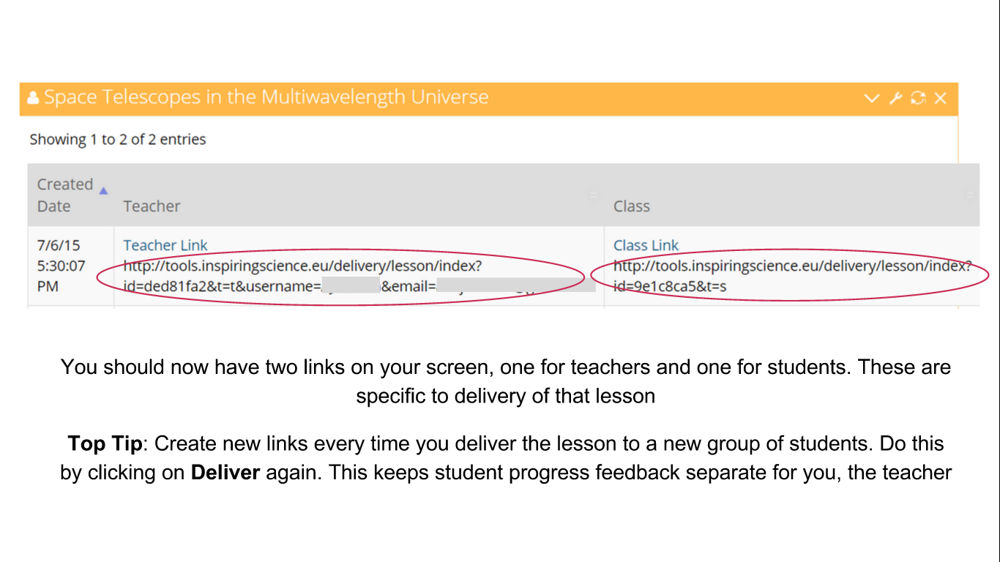 Space Telescopes in the Multiwavelength Universe
Showing 1 to 2 of 2 entries
Created Date
Teacher
Class
7/6/15
5:30:07
PM
Teacher Link
http://tools.inspiringscience.eu/delivery/lesson/index?
id=ded81fa2&t=t&username= &email=
Class Link
http://tools.inspiringscience.eu/delivery/lesson/index?
id=9e1c8ca5&t=s
You should now have two links on your screen, one for teachers and one for students. These are
specific to delivery of that lesson
Top Tip: Create new links every time you deliver the lesson to a new group of students. Do this
by clicking on Deliver again. This keeps student progress feedback separate for you, the teacher